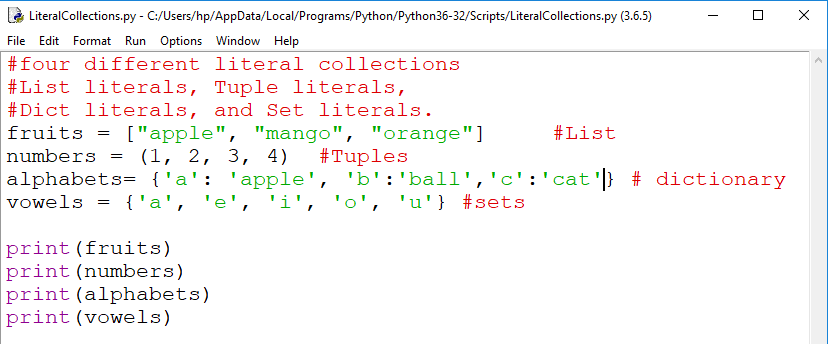 LiteralCollections.py - C:/Users/hp/AppData/Local/Programs/Python/Python36-32/Scripts/LiteralCollections.py (3.6.5)
File Edit Format Run Options Window Help
#four different literal collections
#List literals, Tuple literals,
#Dict literals, and Set literals.
fruits = ["apple", "mango", "orange"]      #List
numbers = (1, 2, 3, 4)  #Tuples
alphabets= {'a': 'apple', 'b':'ball','c':'cat'} # dictionary
vowels = {'a', 'e', 'i', 'o', 'u'} #sets
print(fruits)
print(numbers)
print(alphabets)
print(vowels)